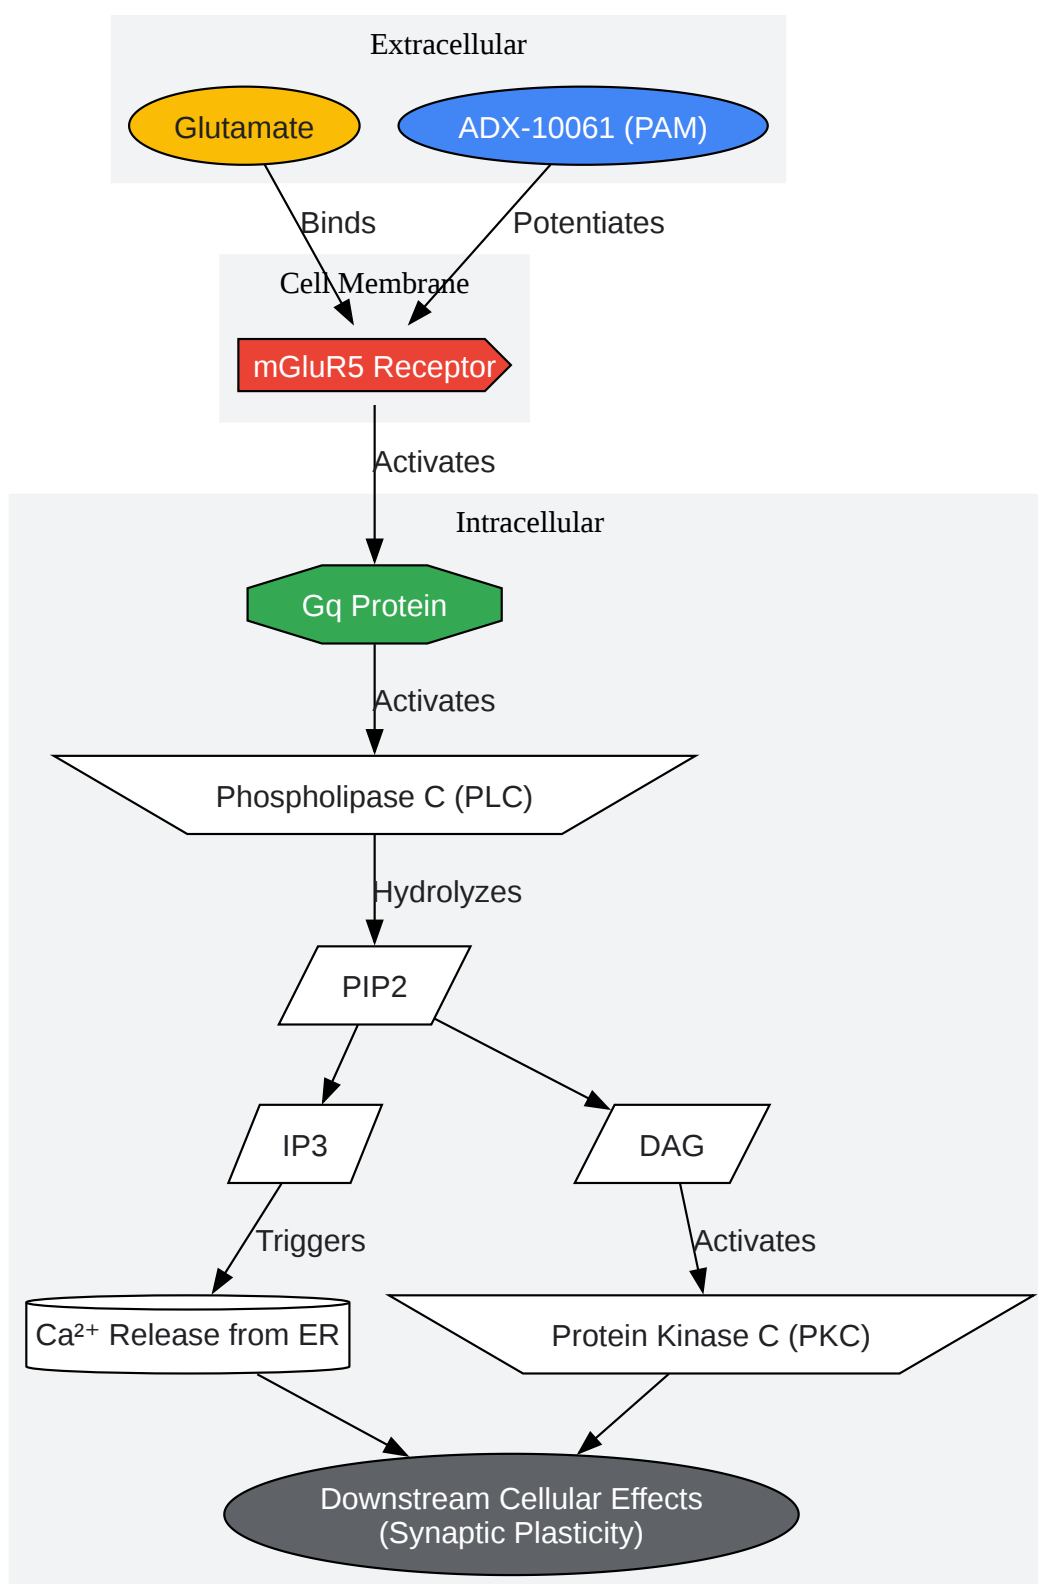 Extracellular
Glutamate
ADX-10061 (PAM)
Binds
Potentiates
Cell Membrane
mGluR5 Receptor
Activates
Intracellular
Gq Protein
Activates
Phospholipase C (PLC)
Hydrolyzes
PIP2
IP3
DAG
Triggers
Activates
Ca²⁺ Release from ER
Protein Kinase C (PKC)
Downstream Cellular Effects
(Synaptic Plasticity)